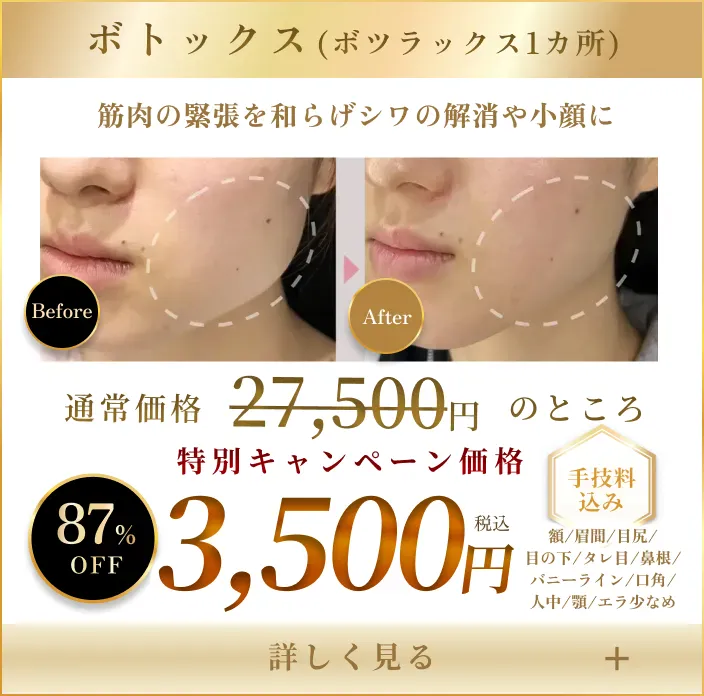 ボトックス(ボツラックス1カ所)
筋肉の緊張を和らげシワの解消や小顔に
Before
After
通常価格 27,500円 のところ
特別キャンペーン価格
87%
OFF
3,500円
税込
手技料
込み
額/眉間/目尻/
目の下/タレ目/鼻根/
バニーライン/口角/
人中/顎/エラ少なめ
詳しく見る +